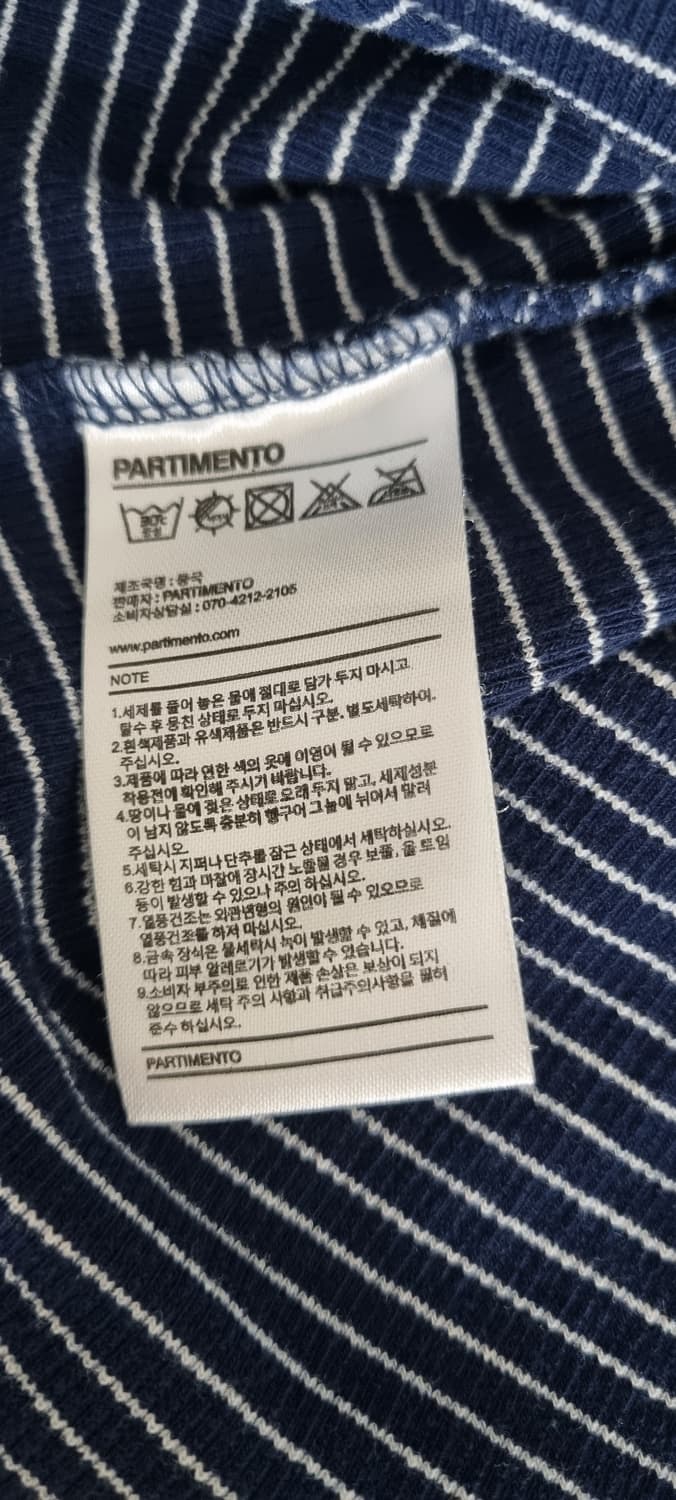 PARTIMENTO
30℃
중성
제조국명 : 중국
판매자 : PARTIMENTO
소비자상담실 : 070-4212-2105
www.partimento.com
NOTE
1.세제를 풀어 놓은 물에 절대로 담가 두지 마시고
탈수 후 뭉친 상태로 두지 마십시오.
2.흰색제품과 유색제품은 반드시 구분. 별도세탁하여.
주십시오.
3.제품에 따라 연한 색의 옷에 이염이 될 수 있으므로
착용전에 확인해 주시기 바랍니다.
4.땀이나 물에 젖은 상태로 오래 두지 말고, 세제성분
이 남지 않도록 충분히 헹구어 그늘에 뉘어서 말려
주십시오.
5.세탁시 지퍼나 단추를 잠근 상태에서 세탁하실시오.
6.강한 힘과 마찰에 장시간 노출될 경우 보풀, 올 트임
등이 발생할 수 있으나 주의 하십시오.
7.열풍건조는 외관변형의 원인이 될 수 있으므로
열풍건조를 하저 마십시오.
8.금속 장식은 물세탁시 녹이 발생할 수 있고, 체질에
따라 피부 알레로기가 발생할 수 있습니다.
9.소비자 부주의로 인한 제품 손상은 보상이 되지
않으므로 세탁 주의 사항과 취급주의사항을 필히
준수 하십시오.
PARTIMENTO